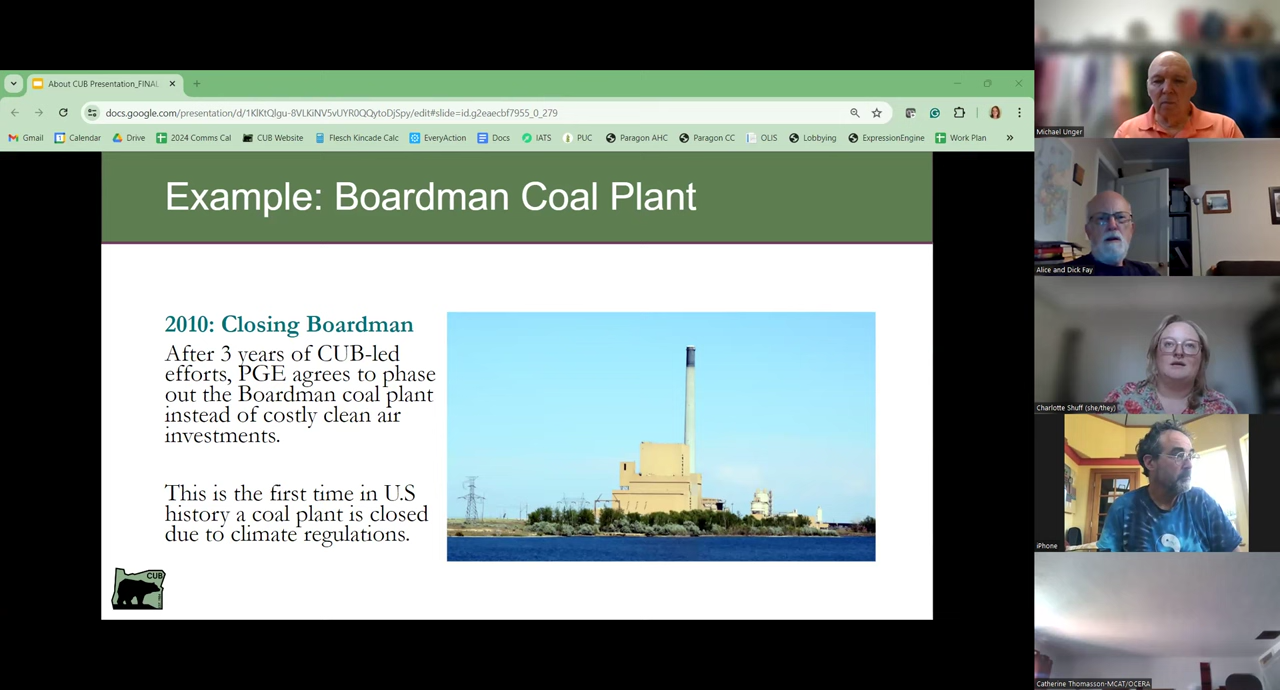 About CUB Presentation_FINAL
docs.google.com/presentation/d/1KlKtQlgu-8VLKiNV5vUYR0QQytoDjSpy/edit#slide=id.g2eaecbf7955_0_279
Gmail Calendar Drive 2024 Comms Cal CUB Website Flesch Kincade Calc EveryAction Docs IATS PUC Paragon AHC Paragon CC OLIS Lobbying ExpressionEngine Work Plan »
Example: Boardman Coal Plant
2010: Closing Boardman
After 3 years of CUB-led
efforts, PGE agrees to phase
out the Boardman coal plant
instead of costly clean air
investments.
This is the first time in U.S
history a coal plant is closed
due to climate regulations.
CUB
Michael Unger
Alice and Dick Fay
Charlotte Shuff (she/they)
iPhone
Catherine Thomasson-MCAT/OCERA